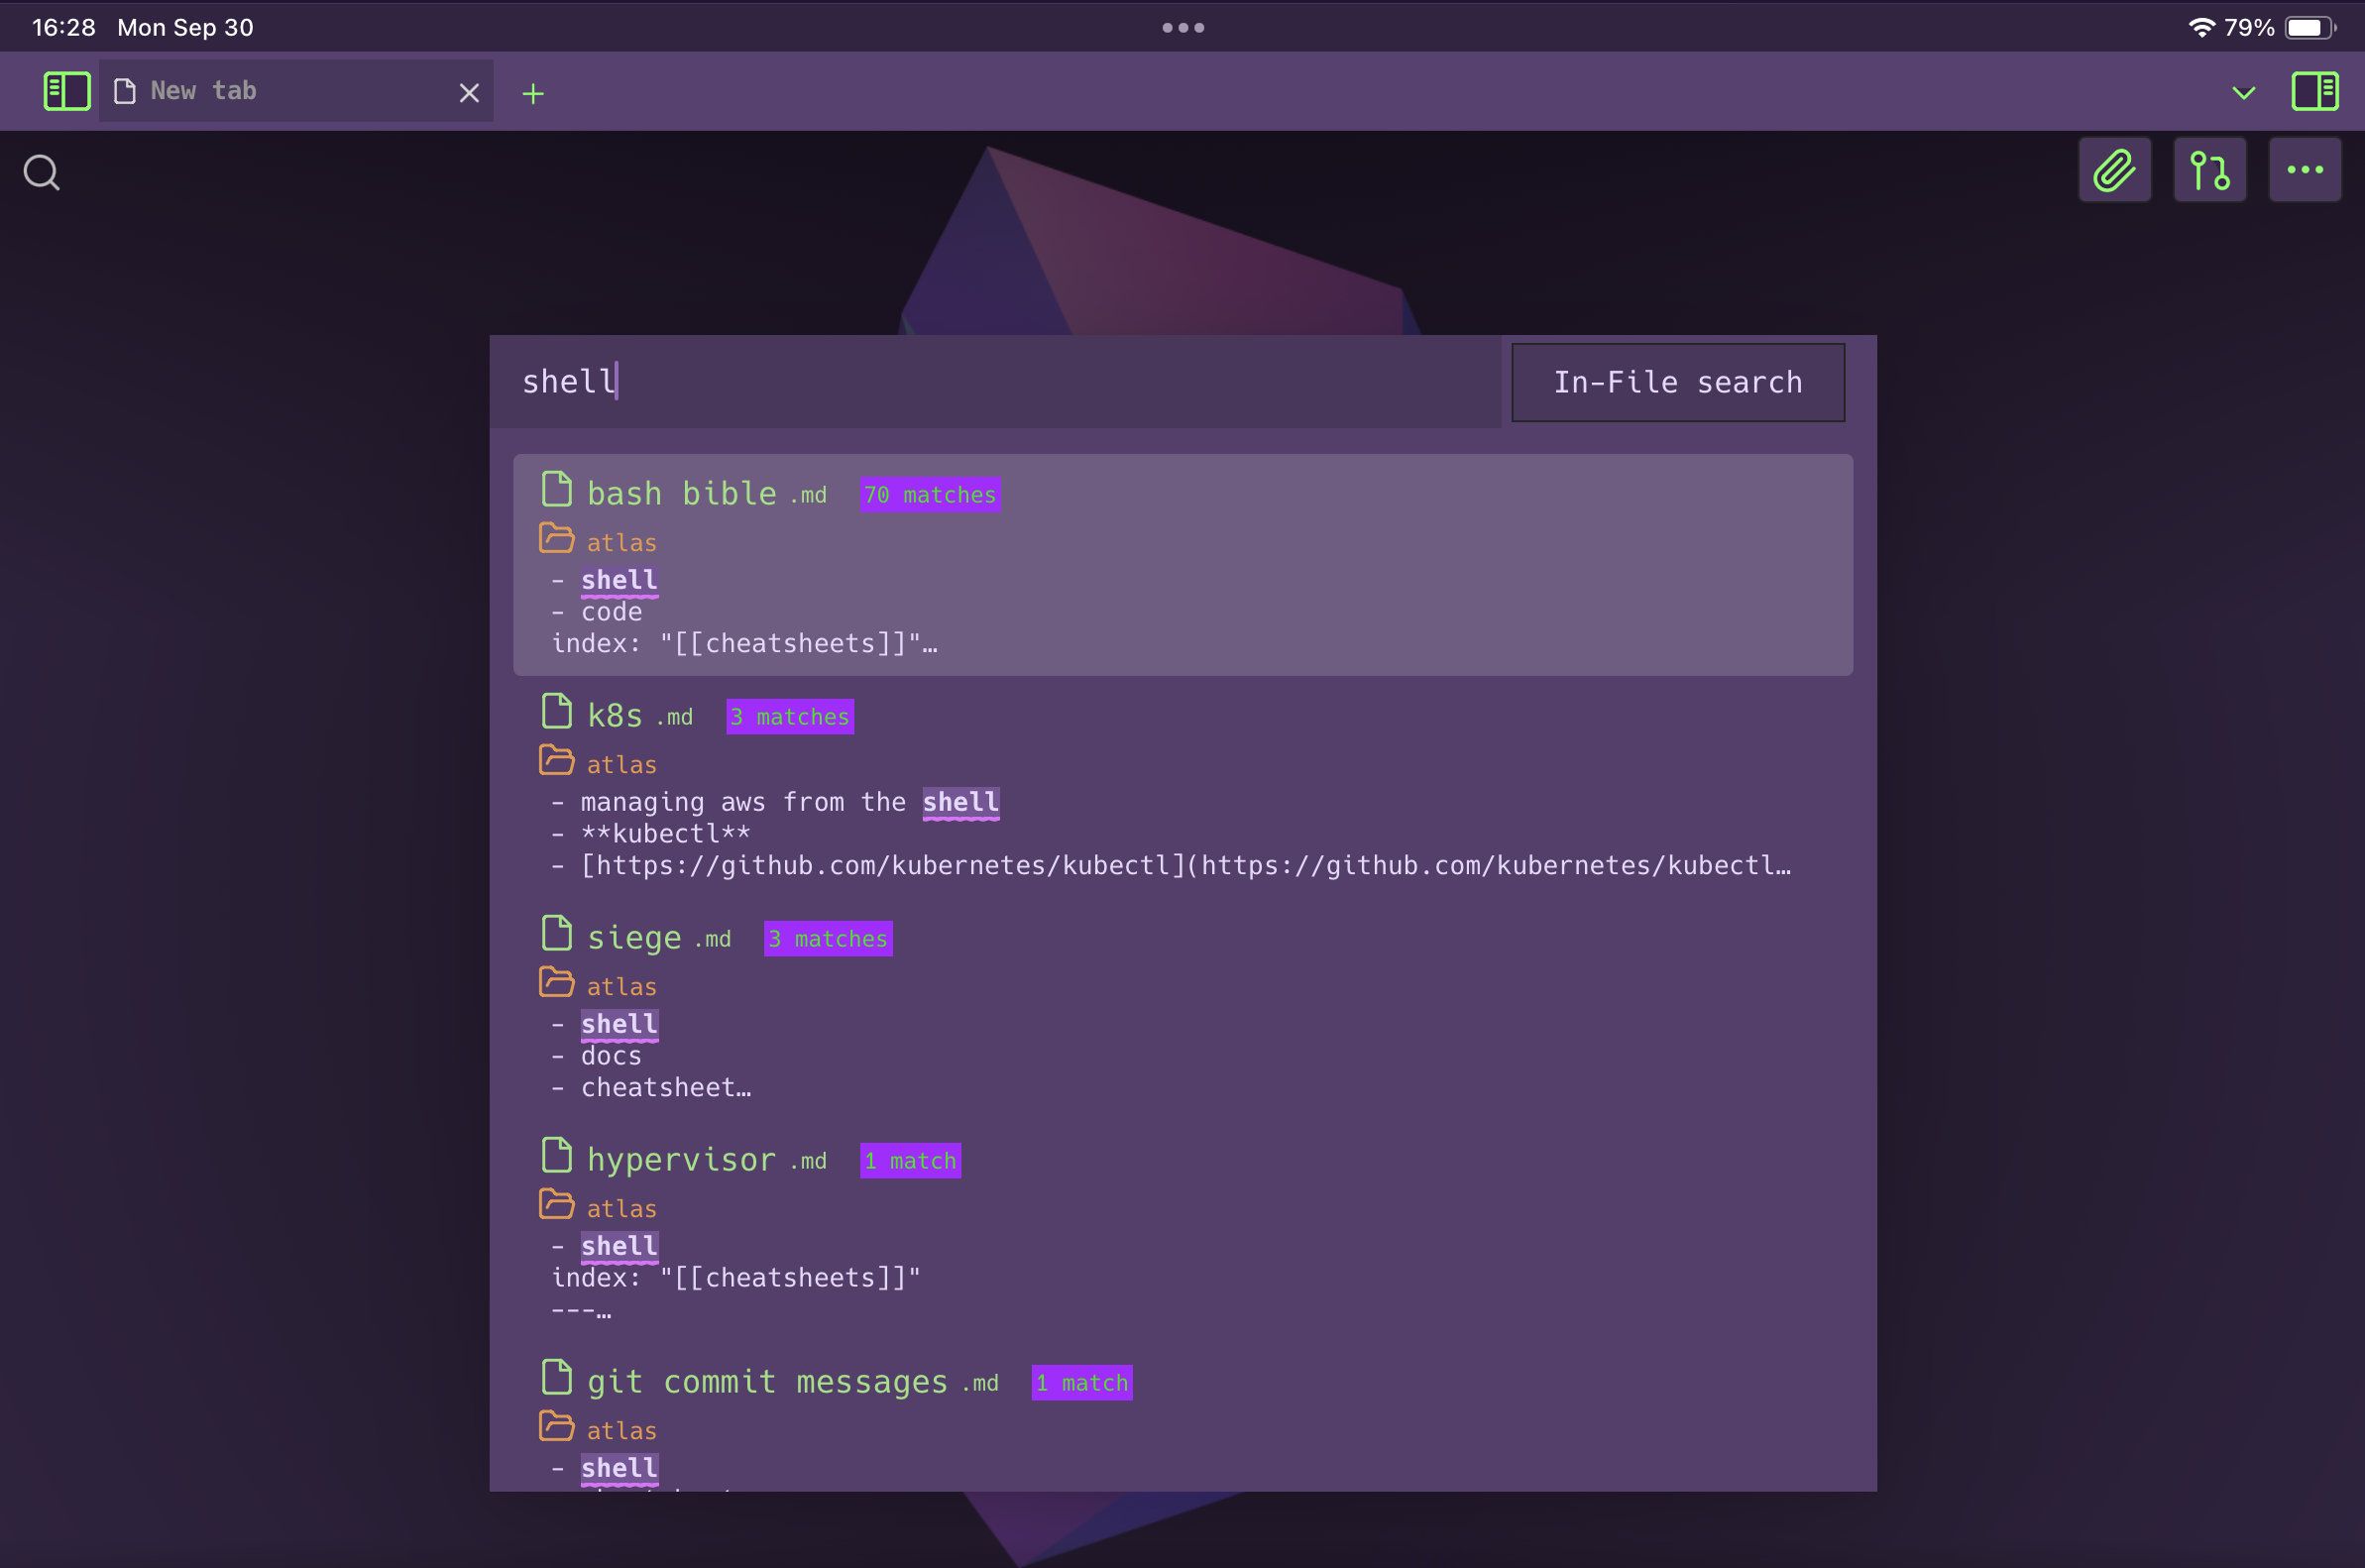 16:28 Mon Sep 30
79%
New tab
shell
In-File search
bash bible .md 70 matches
atlas
- shell
- code
index: "[[cheatsheets]]"…
k8s .md 3 matches
atlas
- managing aws from the shell
- **kubectl**
- [https://github.com/kubernetes/kubectl](https://github.com/kubernetes/kubectl…
siege .md 3 matches
atlas
- shell
- docs
- cheatsheet…
hypervisor .md 1 match
atlas
- shell
index: "[[cheatsheets]]"
---…
git commit messages .md 1 match
atlas
- shell